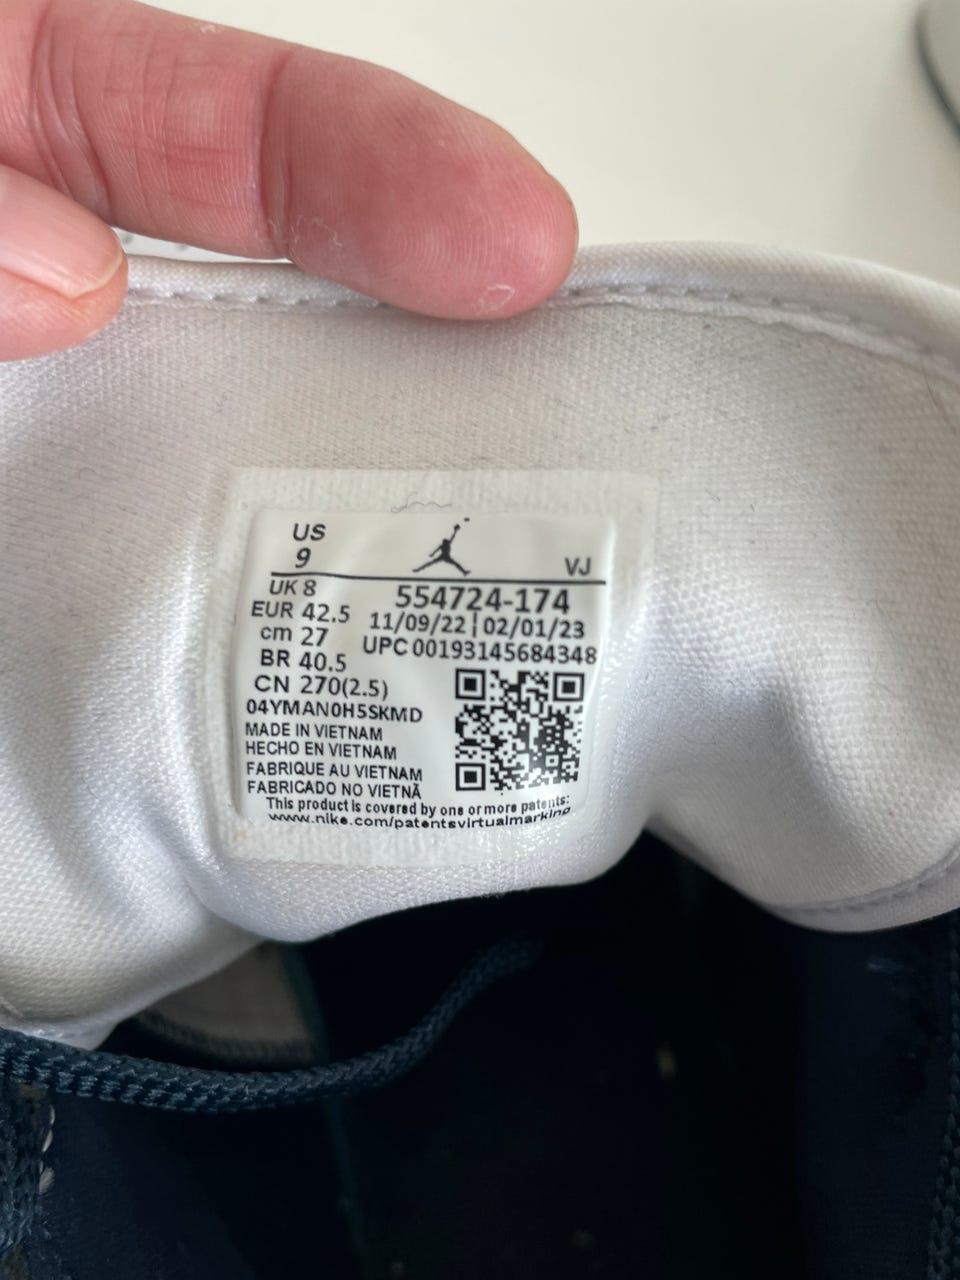 US
9
VJ
UK 8
554724-174
EUR 42.5
11/09/22 | 02/01/23
cm 27
UPC 00193145684348
BR 40.5
CN 270(2.5)
04YMAN0H5SKMD
MADE IN VIETNAM
HECHO EN VIETNAM
FABRIQUE AU VIETNAM
FABRICADO NO VIETNÃ
This product is covered by one or more patents:
www.nike.com/patentsvirtualmarking